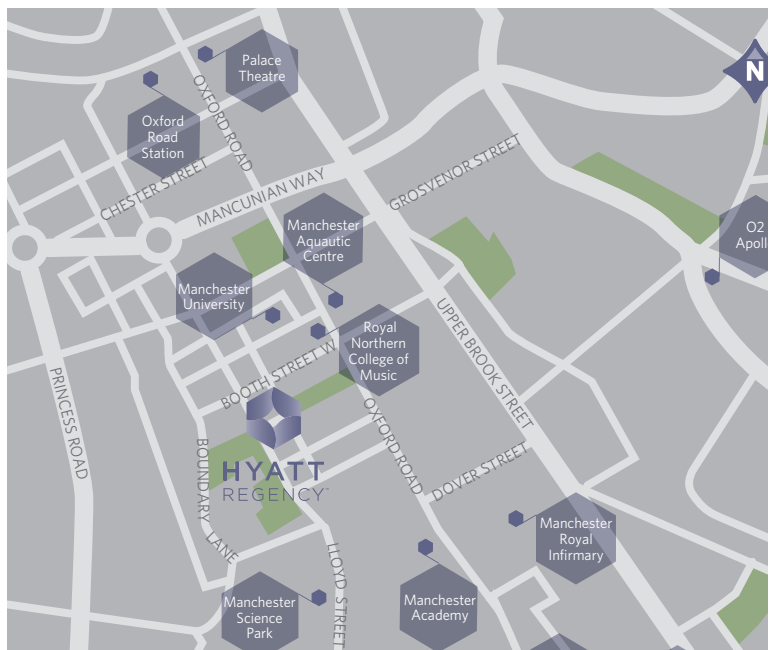 Palace
Theatre
N
Oxford
Road
Station
OXFORD ROAD
CHESTER STREET
MANCUNIAN WAY
GROSVENOR STREET
Manchester
Aquautic
Centre
O2
Apoll
Manchester
University
Royal
Northern
College of
Music
UPPER BROOK STREET
BOOTH STREET W
PRINCESS ROAD
OXFORD ROAD
BOUNDARY LANE
HYATT
REGENCY™
DOVER STREET
Manchester
Royal
Infirmary
LLOYD STREET
Manchester
Science
Park
Manchester
Academy